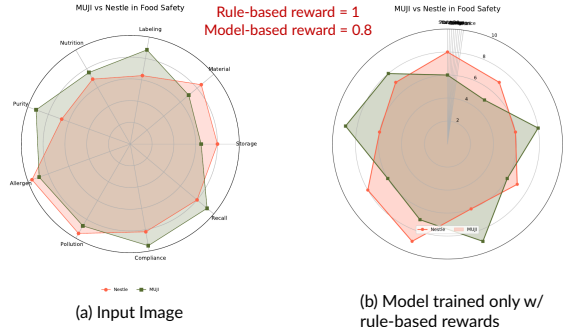 MUJI vs Nestle in Food Safety
Rule-based reward = 1
Model-based reward = 0.8
MUJI vs Nestle in Food Safety
Labeling
Nutrition
Material
Purity
Storage
Allergen
Recall
Pollution
Compliance
Nestle
MUJI
10
8
6
4
2
Nestle
MUJI
(a) Input Image
(b) Model trained only w/
rule-based rewards